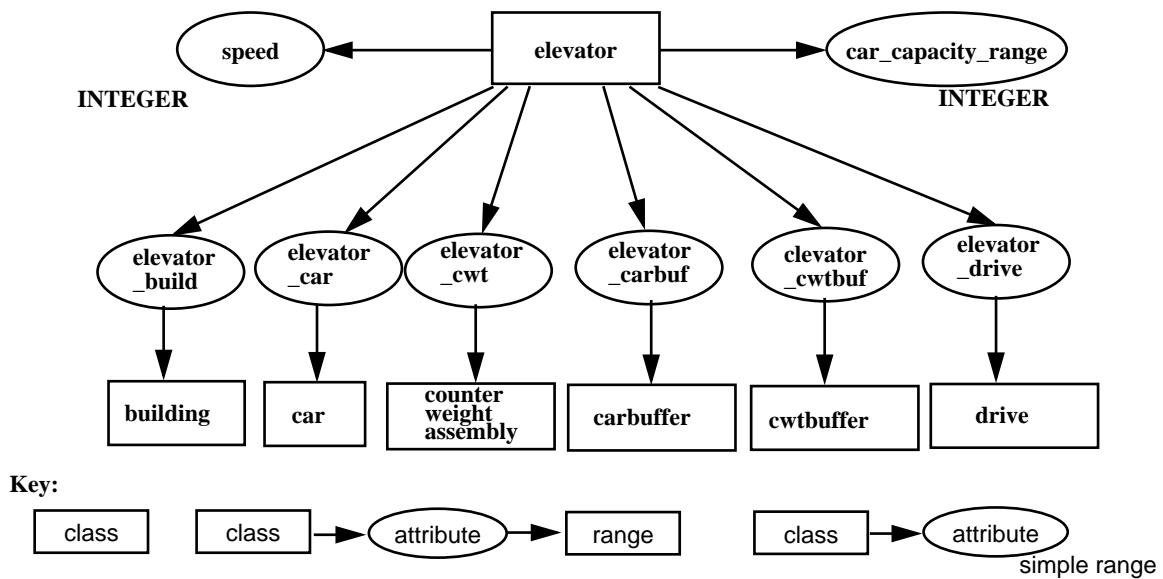 speed
elevator
car_capacity_range
INTEGER
INTEGER
elevator
_build
elevator
_car
elevator
_cwt
elevator
_carbuf
clevator
_cwtbuf
elevator
_drive
building
car
counter
weight
assembly
carbuffer
cwtbuffer
drive
Key:
class
class
attribute
range
class
attribute
simple range